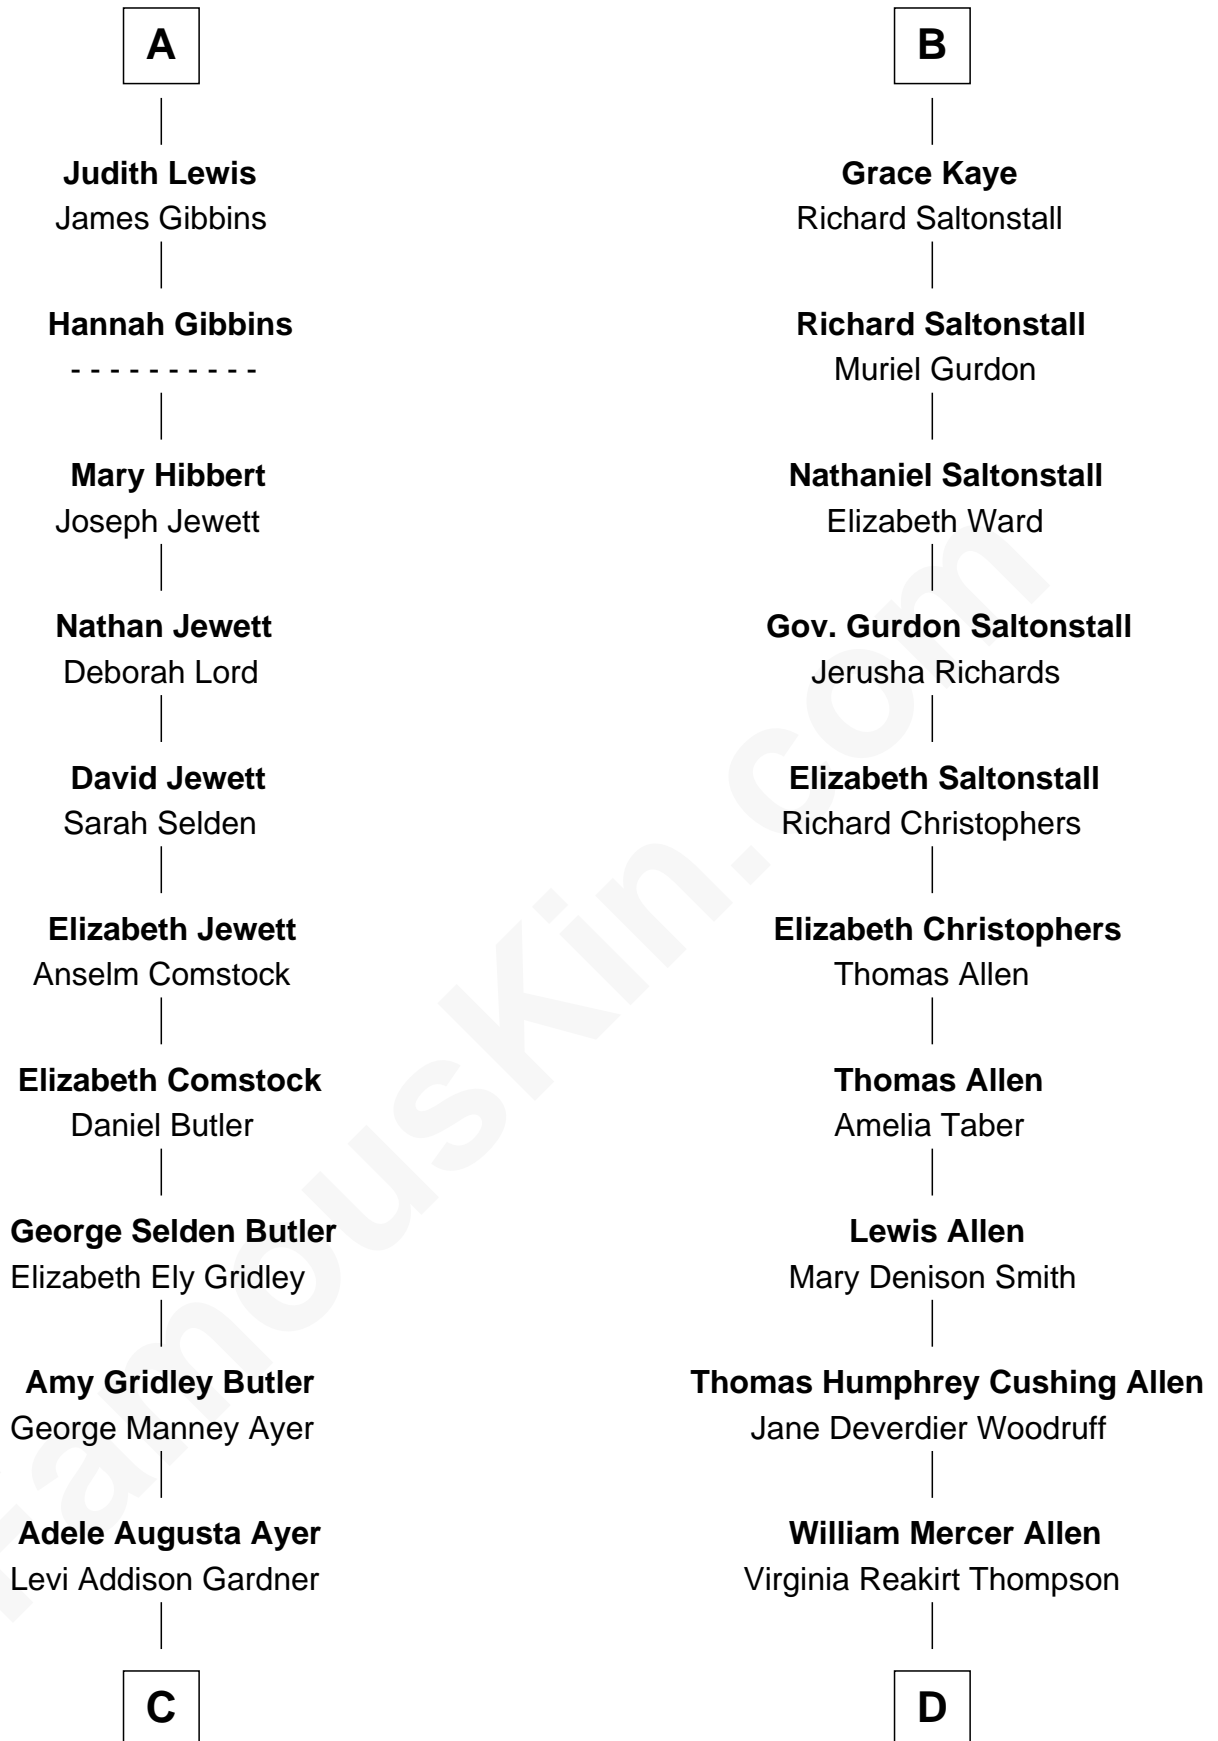 A
Judith Lewis
James Gibbins
Hannah Gibbins
- - - - - - - - - -
Mary Hibbert
Joseph Jewett
Nathan Jewett
Deborah Lord
David Jewett
Sarah Selden
Elizabeth Jewett
Anselm Comstock
Elizabeth Comstock
Daniel Butler
George Selden Butler
Elizabeth Ely Gridley
Amy Gridley Butler
George Manney Ayer
Adele Augusta Ayer
Levi Addison Gardner
C
B
Grace Kaye
Richard Saltonstall
Richard Saltonstall
Muriel Gurdon
Nathaniel Saltonstall
Elizabeth Ward
Gov. Gurdon Saltonstall
Jerusha Richards
Elizabeth Saltonstall
Richard Christophers
Elizabeth Christophers
Thomas Allen
Thomas Allen
Amelia Taber
Lewis Allen
Mary Denison Smith
Thomas Humphrey Cushing Allen
Jane Deverdier Woodruff
William Mercer Allen
Virginia Reakirt Thompson
D
FamousKin.com